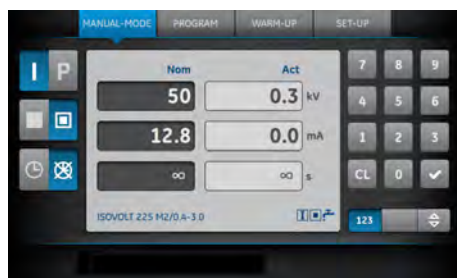 MANUAL-MODE PROGRAM WARM-UP SET-UP
I P Nom Act 7 8 9
50 0.3 kV 4 5 6
12.8 0.0 mA 1 2 3
∞ ∞ s CL 0 ✓
ISOVOLT 225 M2/0.4-3.0 123